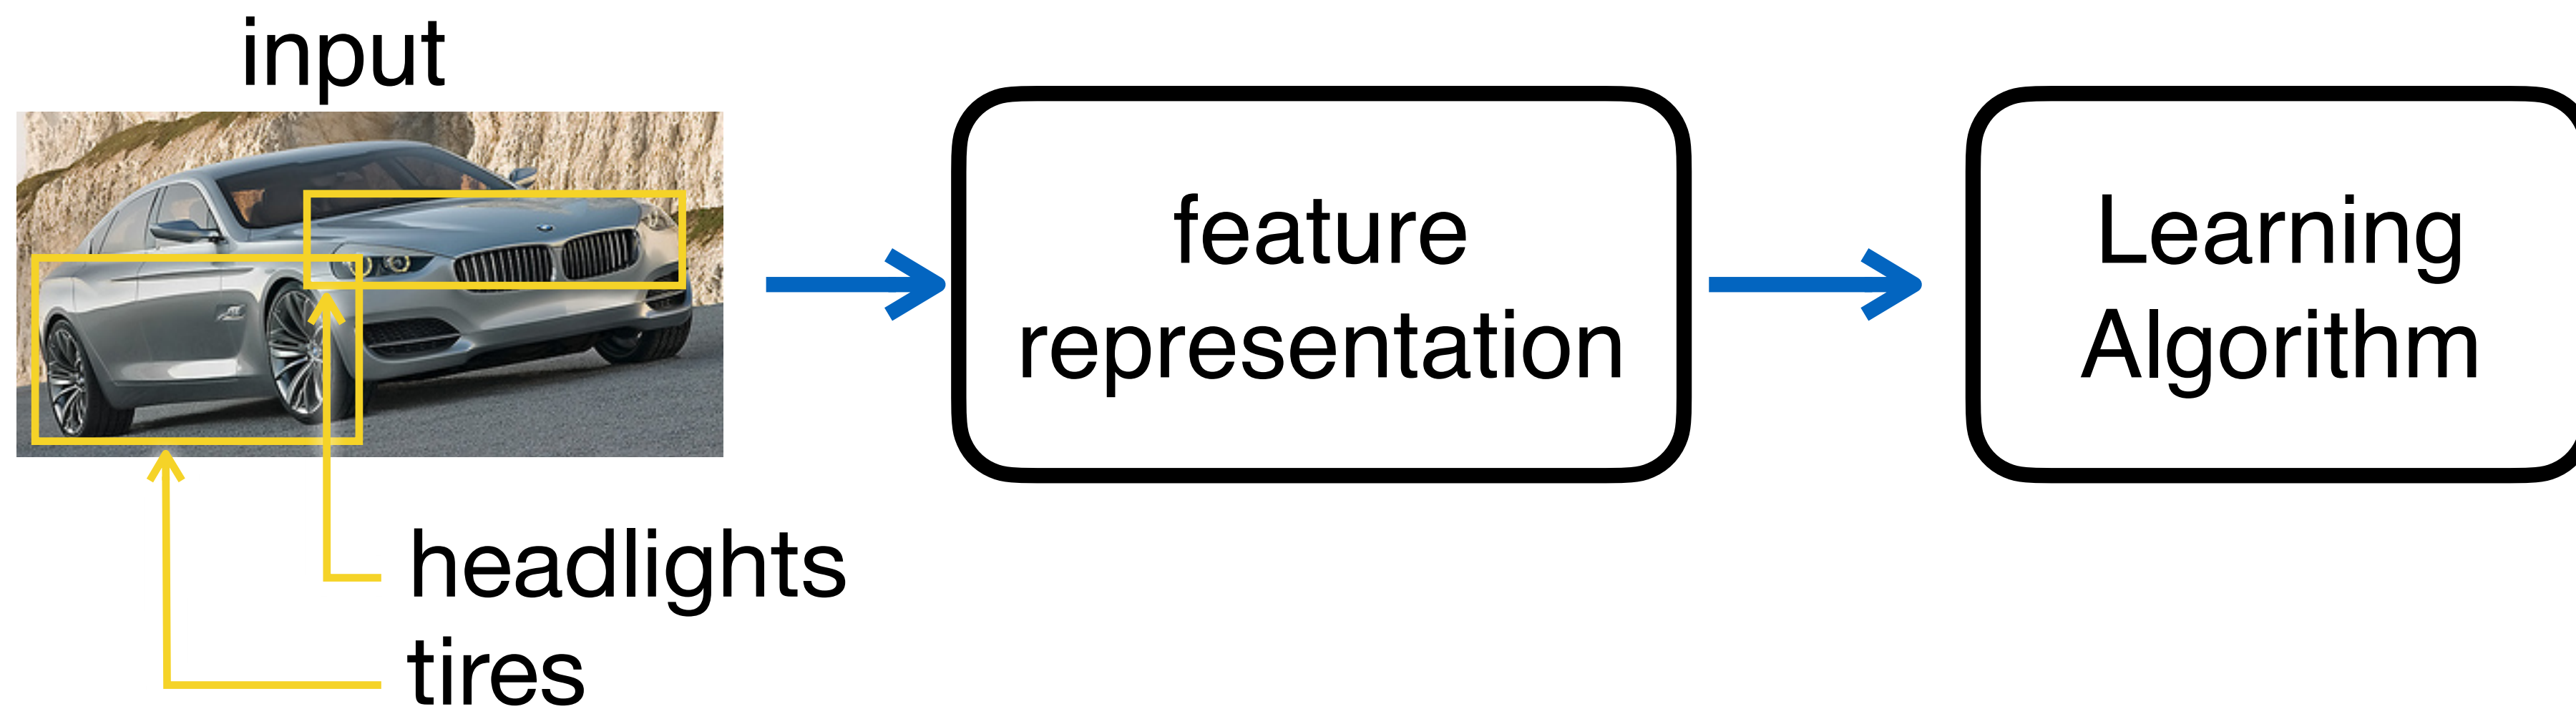 input
feature
representation
Learning
Algorithm
headlights
tires